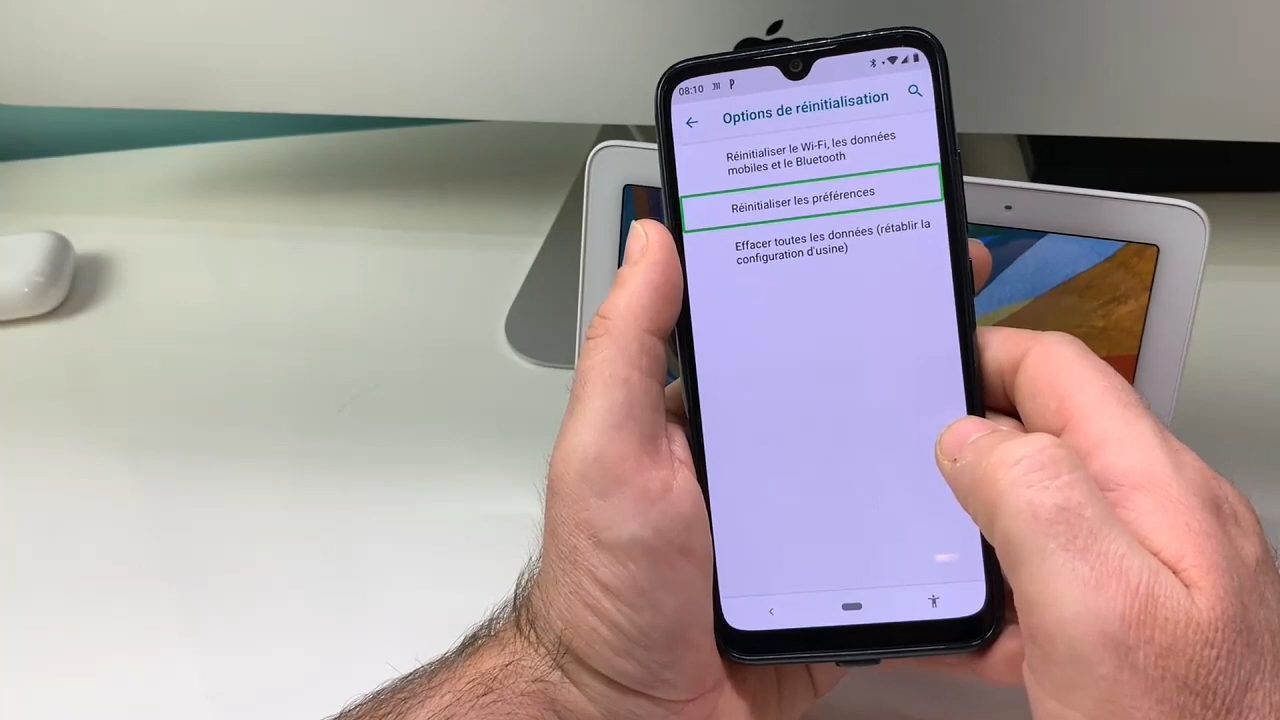 08:10
Options de réinitialisation
Réinitialiser le Wi-Fi, les données
mobiles et le Bluetooth
Réinitialiser les préférences
Effacer toutes les données (rétablir la
configuration d'usine)